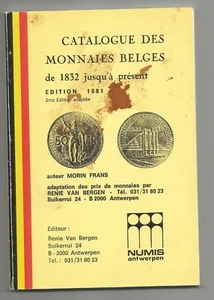 CATALOGUE DES
MONNAIES BELGES
de 1832 jusqu'à présent
EDITION 1981
2me Edition adaptée
50 F
auteur MORIN FRANS
adaptation des prix de monnaies par
RENIE VAN BERGEN - Tél. 031/31 80 23
Suikerrui 24 - B 2000 Antwerpen
Editeur :
Renie Van Bergen
Suikerrui 24
B - 2000 Antwerpen
Tel. : 031/31 80 23
NUMIS
antwerpen